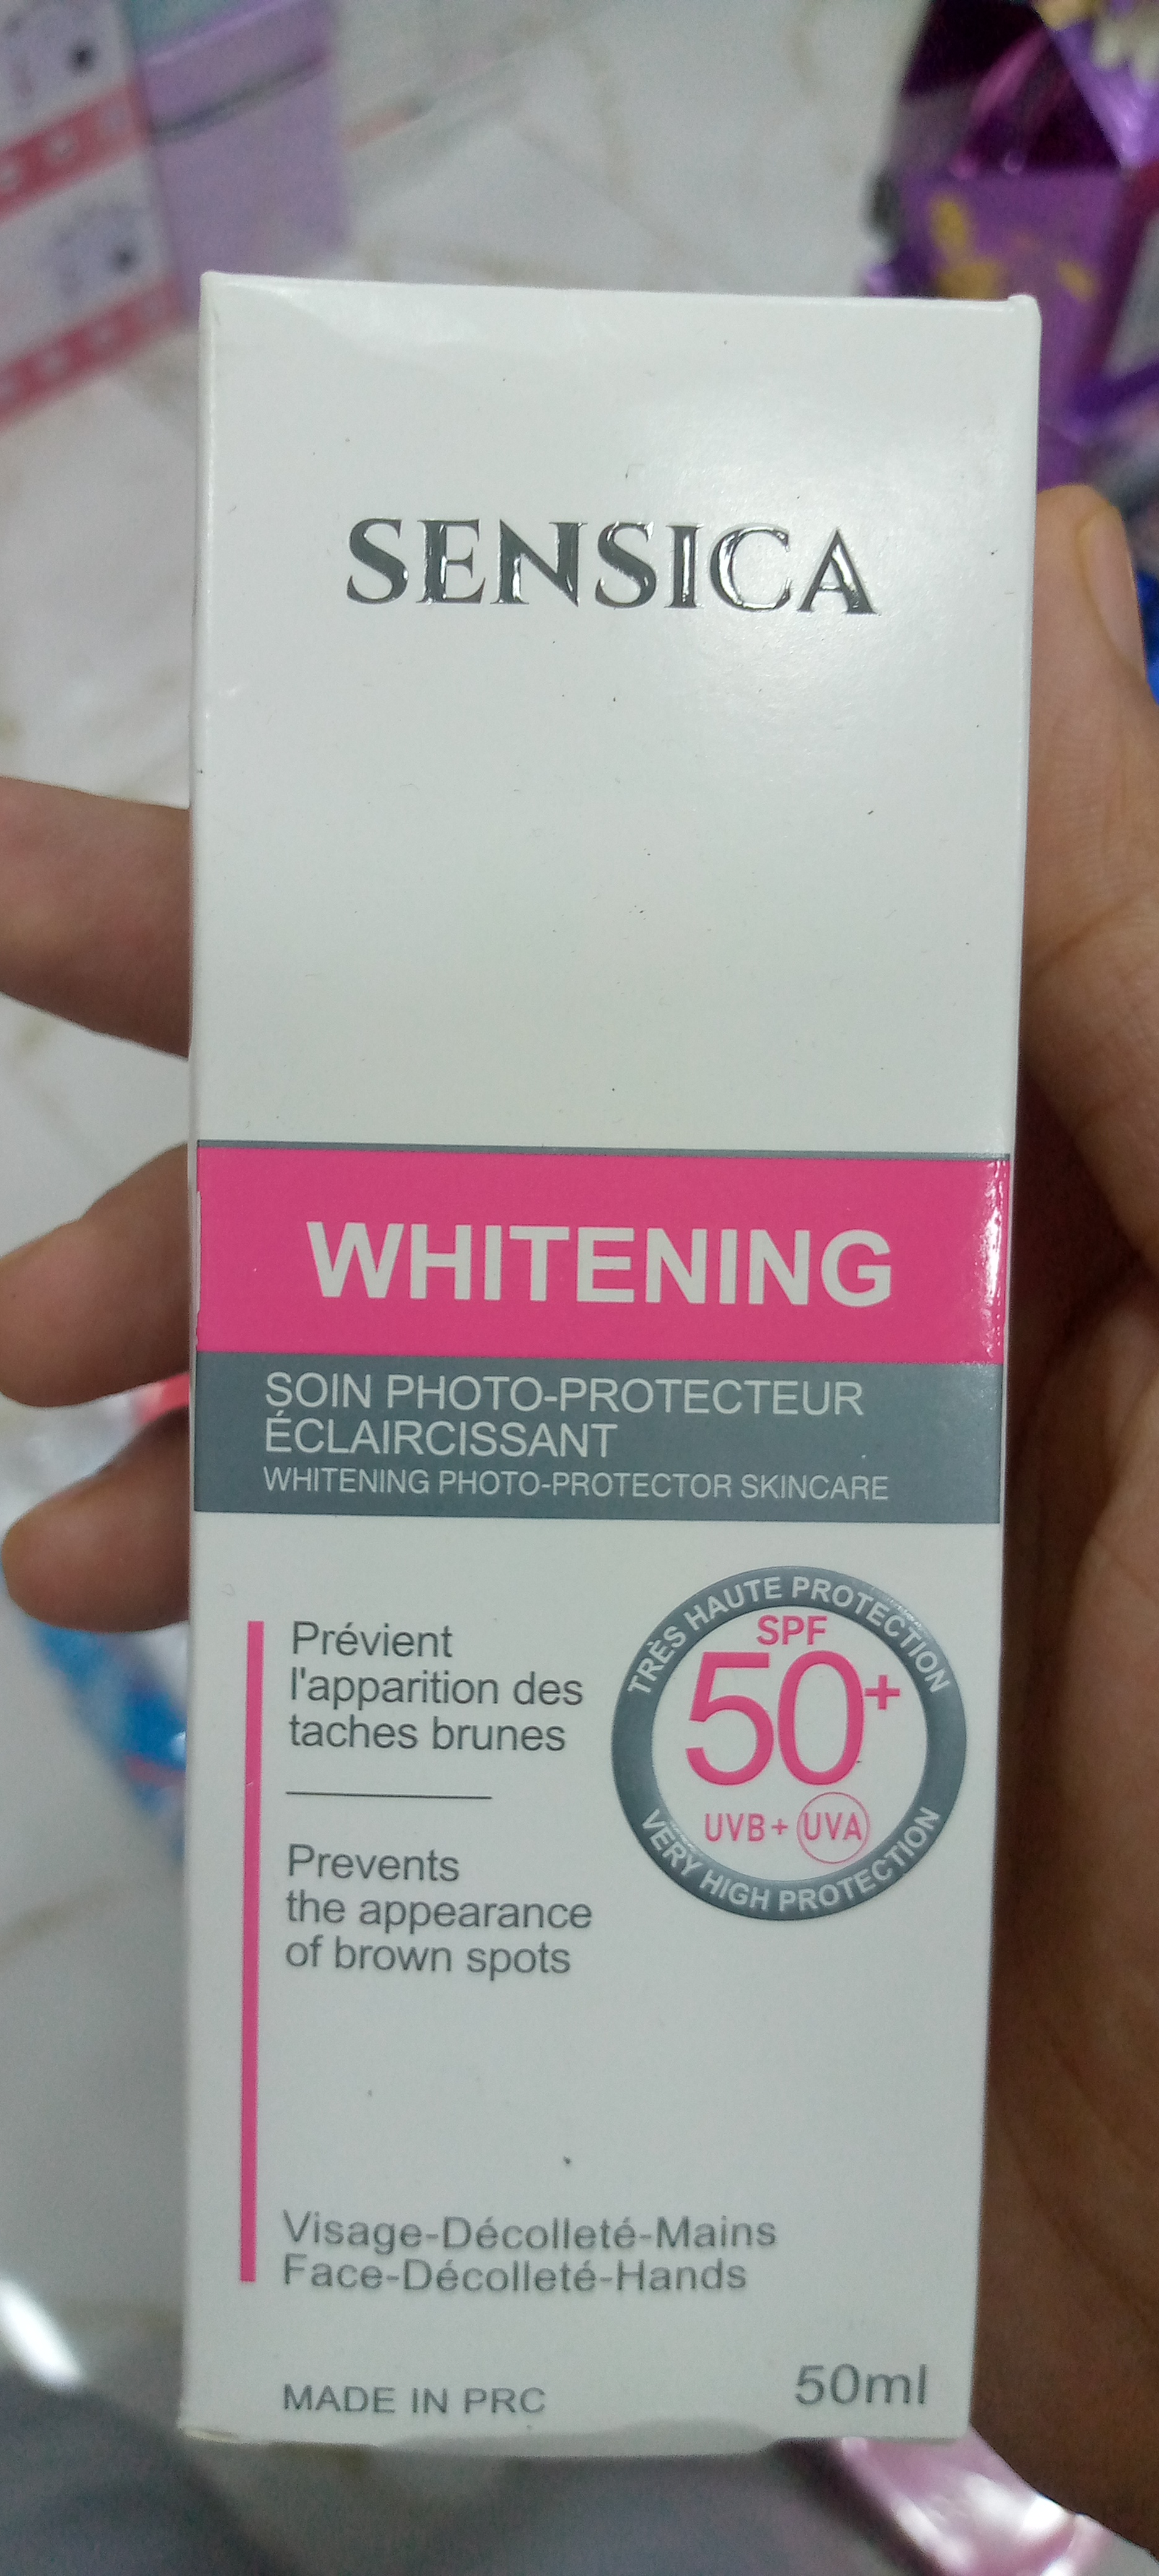 SENSICA
WHITENING
SOIN PHOTO-PROTECTEUR
ÉCLAIRCISSANT
WHITENING PHOTO-PROTECTOR SKINCARE
Prévient
l'apparition des
taches brunes
TRÈS HAUTE PROTECTION
SPF
50+
UVB+ UVA
VERY HIGH PROTECTION
Prevents
the appearance
of brown spots
Visage-Décolleté-Mains
Face-Décolleté-Hands
MADE IN PRC
50ml